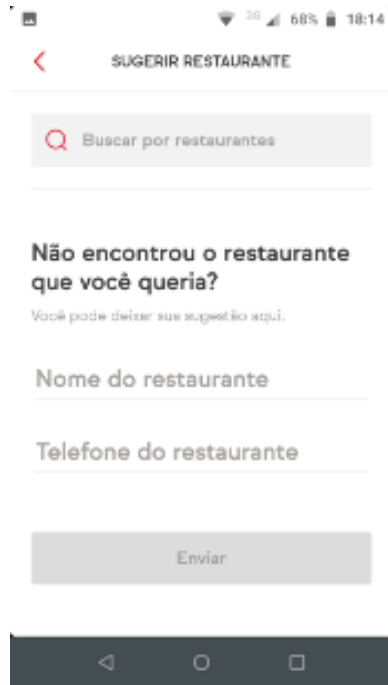 3G 68% 18:14
SUGERIR RESTAURANTE
Buscar por restaurantes
Não encontrou o restaurante
que você queria?
Você pode deixar sua sugestão aqui.
Nome do restaurante
Telefone do restaurante
Enviar